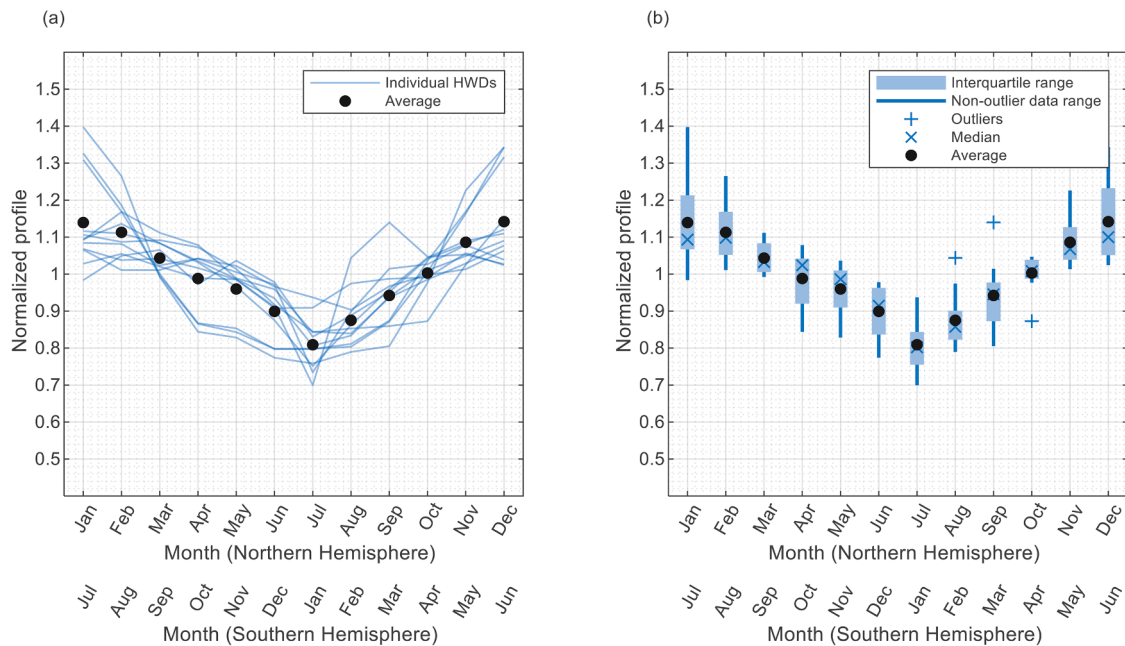 (a)
1.5
1.4
1.3
1.2
1.1
1
0.9
0.8
0.7
0.6
0.5
Normalized profile
Individual HWDs
Average
Jan Feb Mar Apr May Jun Jul Aug Sep Oct Nov Dec
Month (Northern Hemisphere)
Jul Aug Sep Oct Nov Dec Jan Feb Mar Apr May Jun
Month (Southern Hemisphere)
(b)
1.5
1.4
1.3
1.2
1.1
1
0.9
0.8
0.7
0.6
0.5
Normalized profile
Interquartile range
Non-outlier data range
Outliers
Median
Average
Jan Feb Mar Apr May Jun Jul Aug Sep Oct Nov Dec
Month (Northern Hemisphere)
Jul Aug Sep Oct Nov Dec Jan Feb Mar Apr May Jun
Month (Southern Hemisphere)